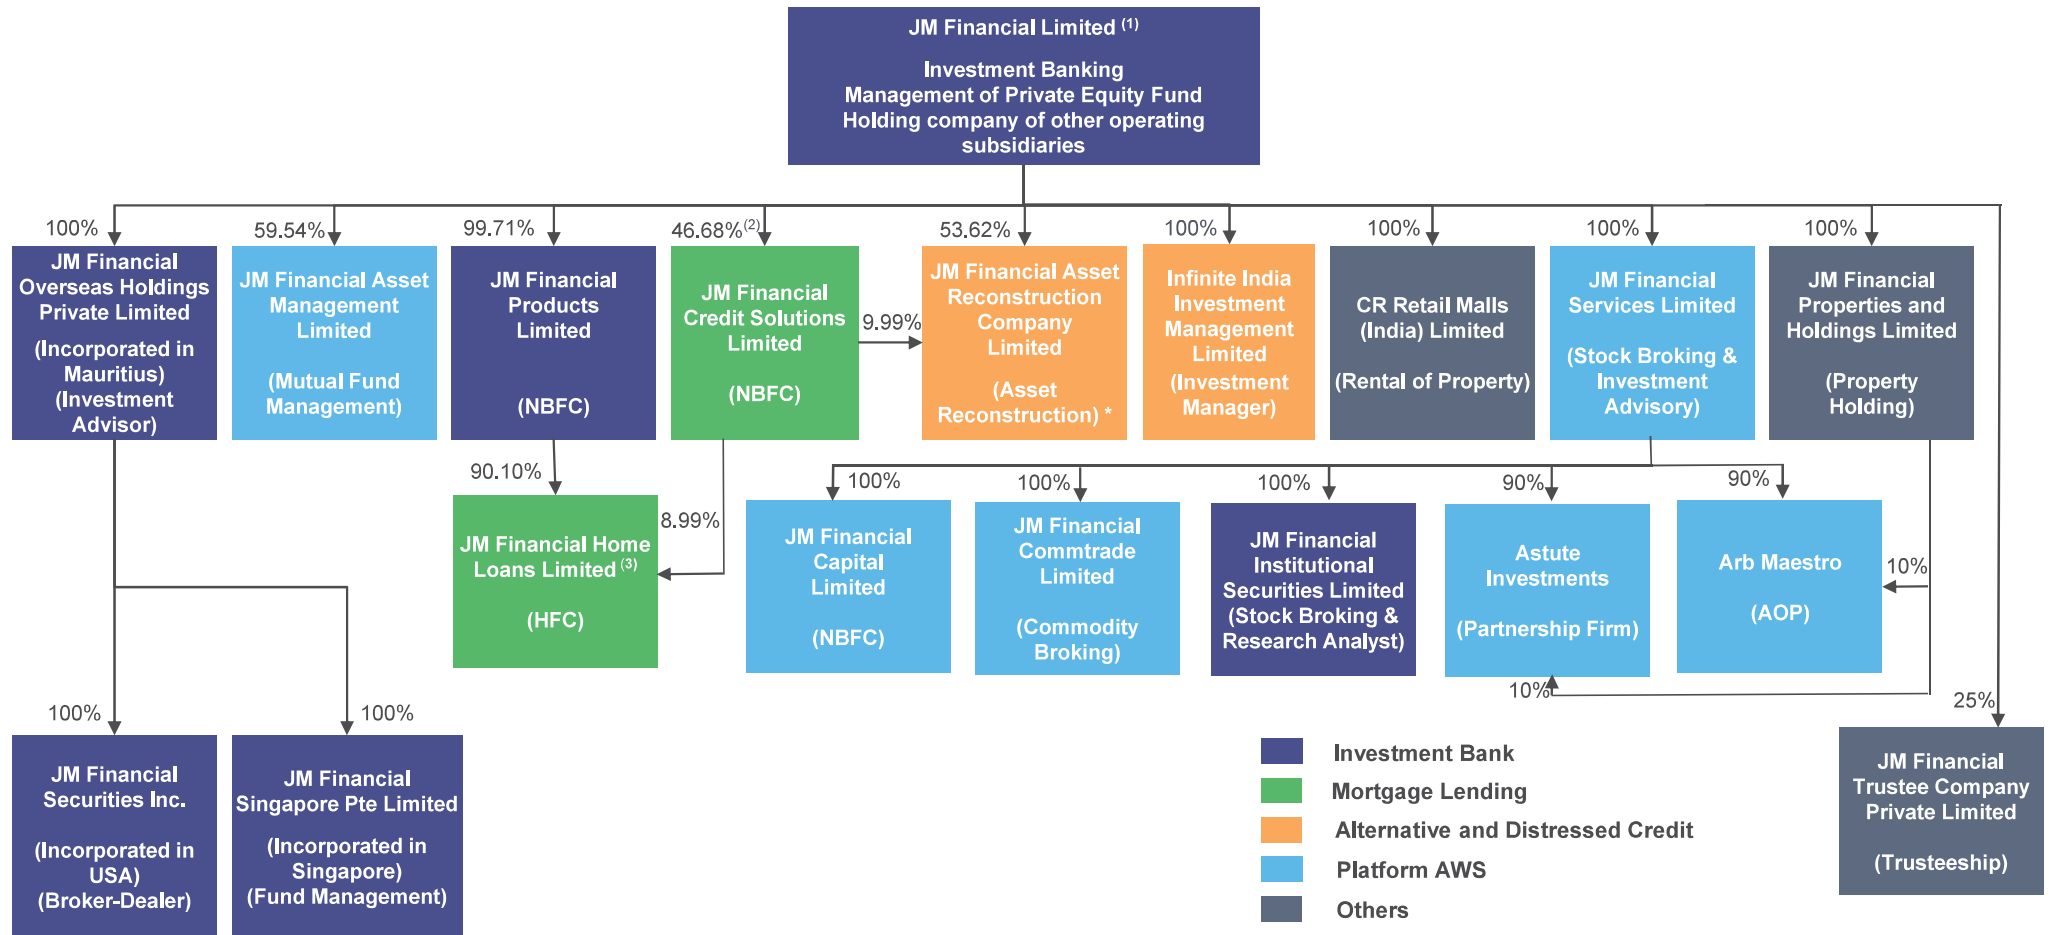 JM Financial Limited (1)
Investment Banking
Management of Private Equity Fund
Holding company of other operating
subsidiaries
100%
59.54%
99.71%
46.68%(2)
53.62%
100%
100%
100%
100%
JM Financial
Overseas Holdings
Private Limited
(Incorporated in
Mauritius)
(Investment
Advisor)
JM Financial Asset
Management
Limited
(Mutual Fund
Management)
JM Financial
Products
Limited
(NBFC)
JM Financial
Credit Solutions
Limited
(NBFC)
9.99%
JM Financial Asset
Reconstruction
Company
Limited
(Asset
Reconstruction) *
Infinite India
Investment
Management
Limited
(Investment
Manager)
CR Retail Malls
(India) Limited
(Rental of Property)
JM Financial
Services Limited
(Stock Broking &
Investment
Advisory)
JM Financial
Properties and
Holdings Limited
(Property
Holding)
90.10%
8.99%
100%
100%
100%
90%
90%
JM Financial Home
Loans Limited (3)
(HFC)
JM Financial
Capital
Limited
(NBFC)
JM Financial
Commtrade
Limited
(Commodity
Broking)
JM Financial
Institutional
Securities Limited
(Stock Broking &
Research Analyst)
Astute
Investments
(Partnership Firm)
Arb Maestro
(AOP)
10%
10%
100%
100%
25%
JM Financial
Securities Inc.
(Incorporated in
USA)
(Broker-Dealer)
JM Financial
Singapore Pte Limited
(Incorporated in
Singapore)
(Fund Management)
Investment Bank
Mortgage Lending
Alternative and Distressed Credit
Platform AWS
Others
JM Financial
Trustee Company
Private Limited
(Trusteeship)